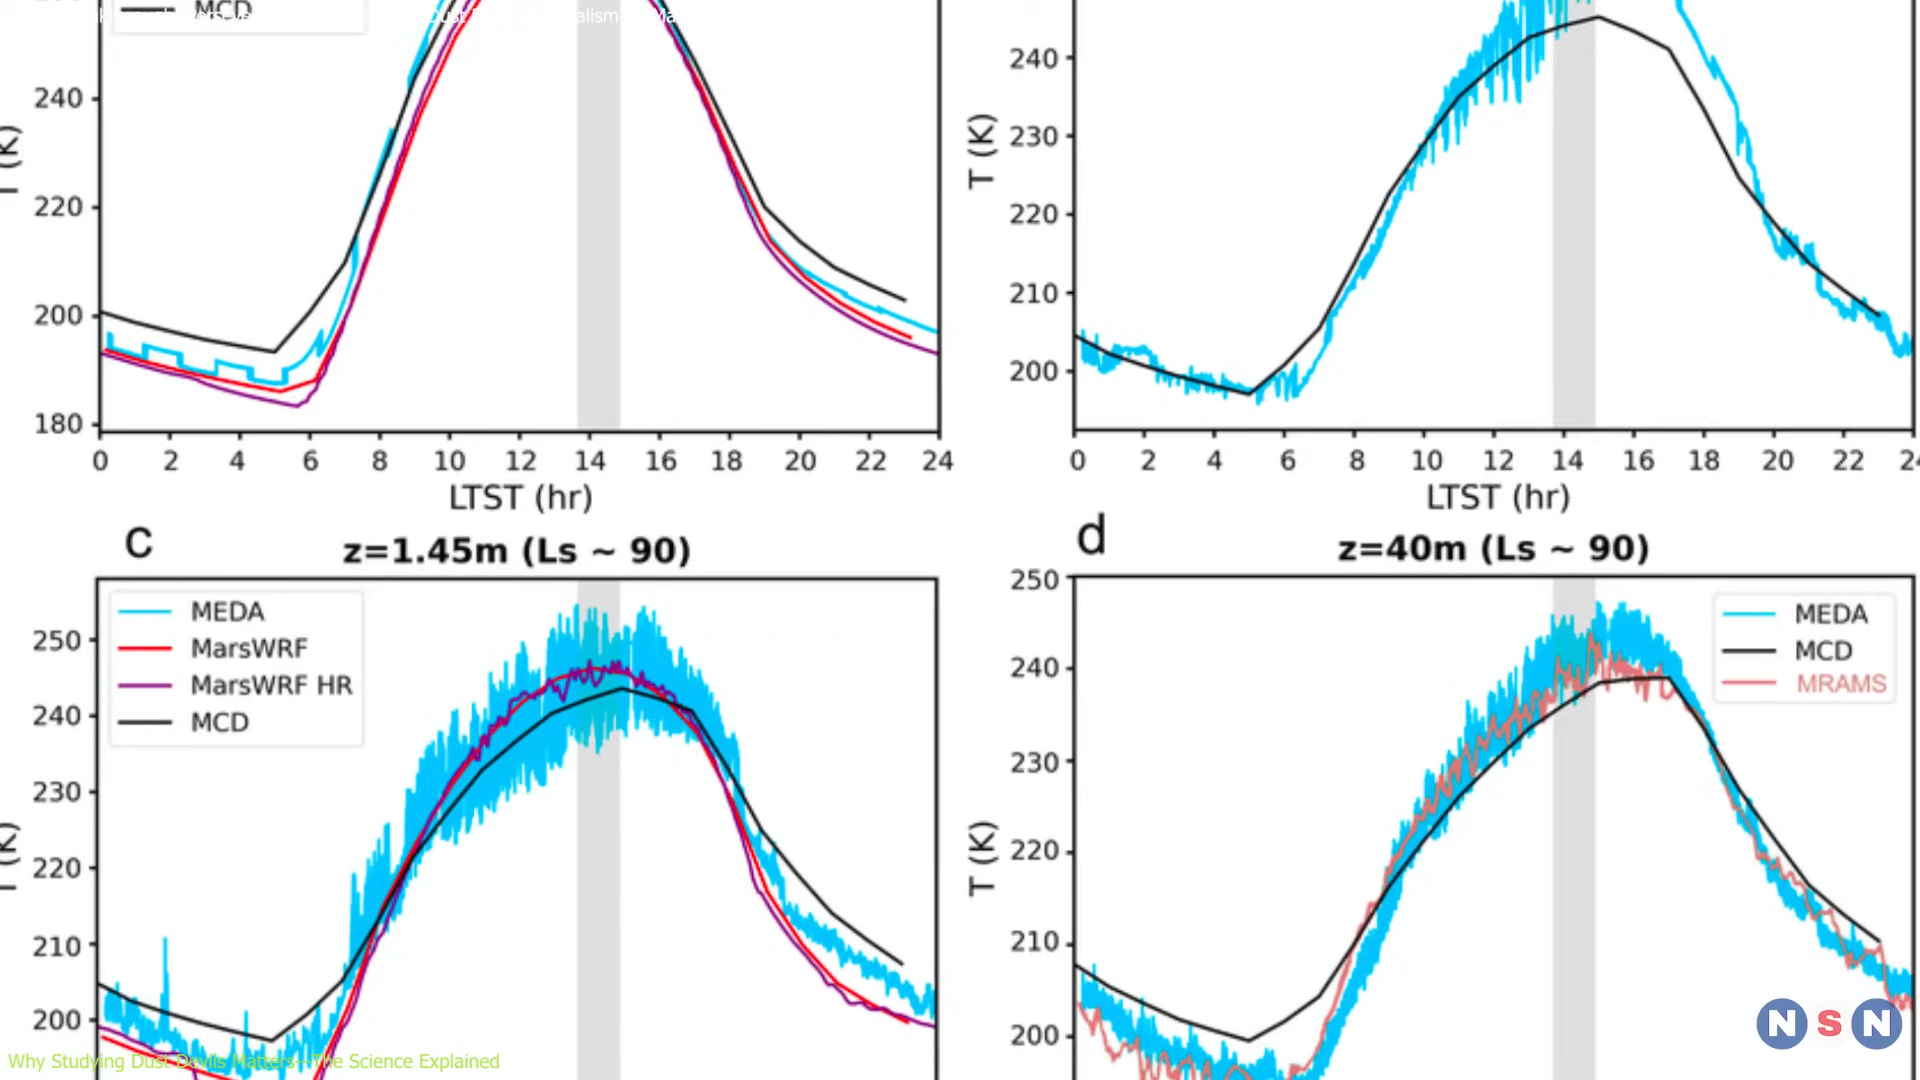 MCD
240
220
200
180
T (K)
0 2 4 6 8 10 12 14 16 18 20 22 24
LTST (hr)
240
230
220
210
200
T (K)
0 2 4 6 8 10 12 14 16 18 20 22
LTST (hr)
c
z=1.45m (Ls ~ 90)
MEDA
MarsWRF
MarsWRF HR
MCD
250
240
230
220
210
200
d
z=40m (Ls ~ 90)
MEDA
MCD
MRAMS
250
240
230
220
210
200
T (K)
N S N
Why Studying Dust Devils Matters—The Science Explained